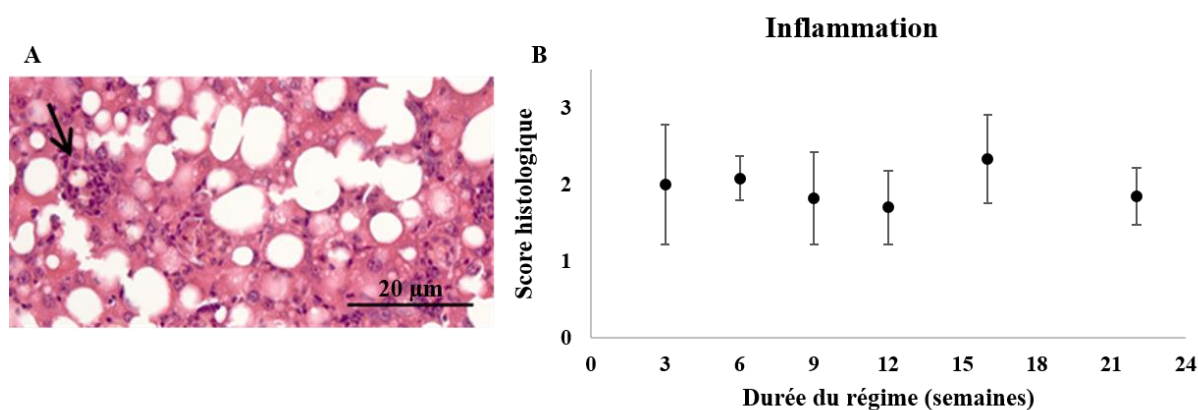 Inflammation
A
B
20 µm
Score histologique
3
2
1
0
0 3 6 9 12 15 18 21 24
Durée du régime (semaines)